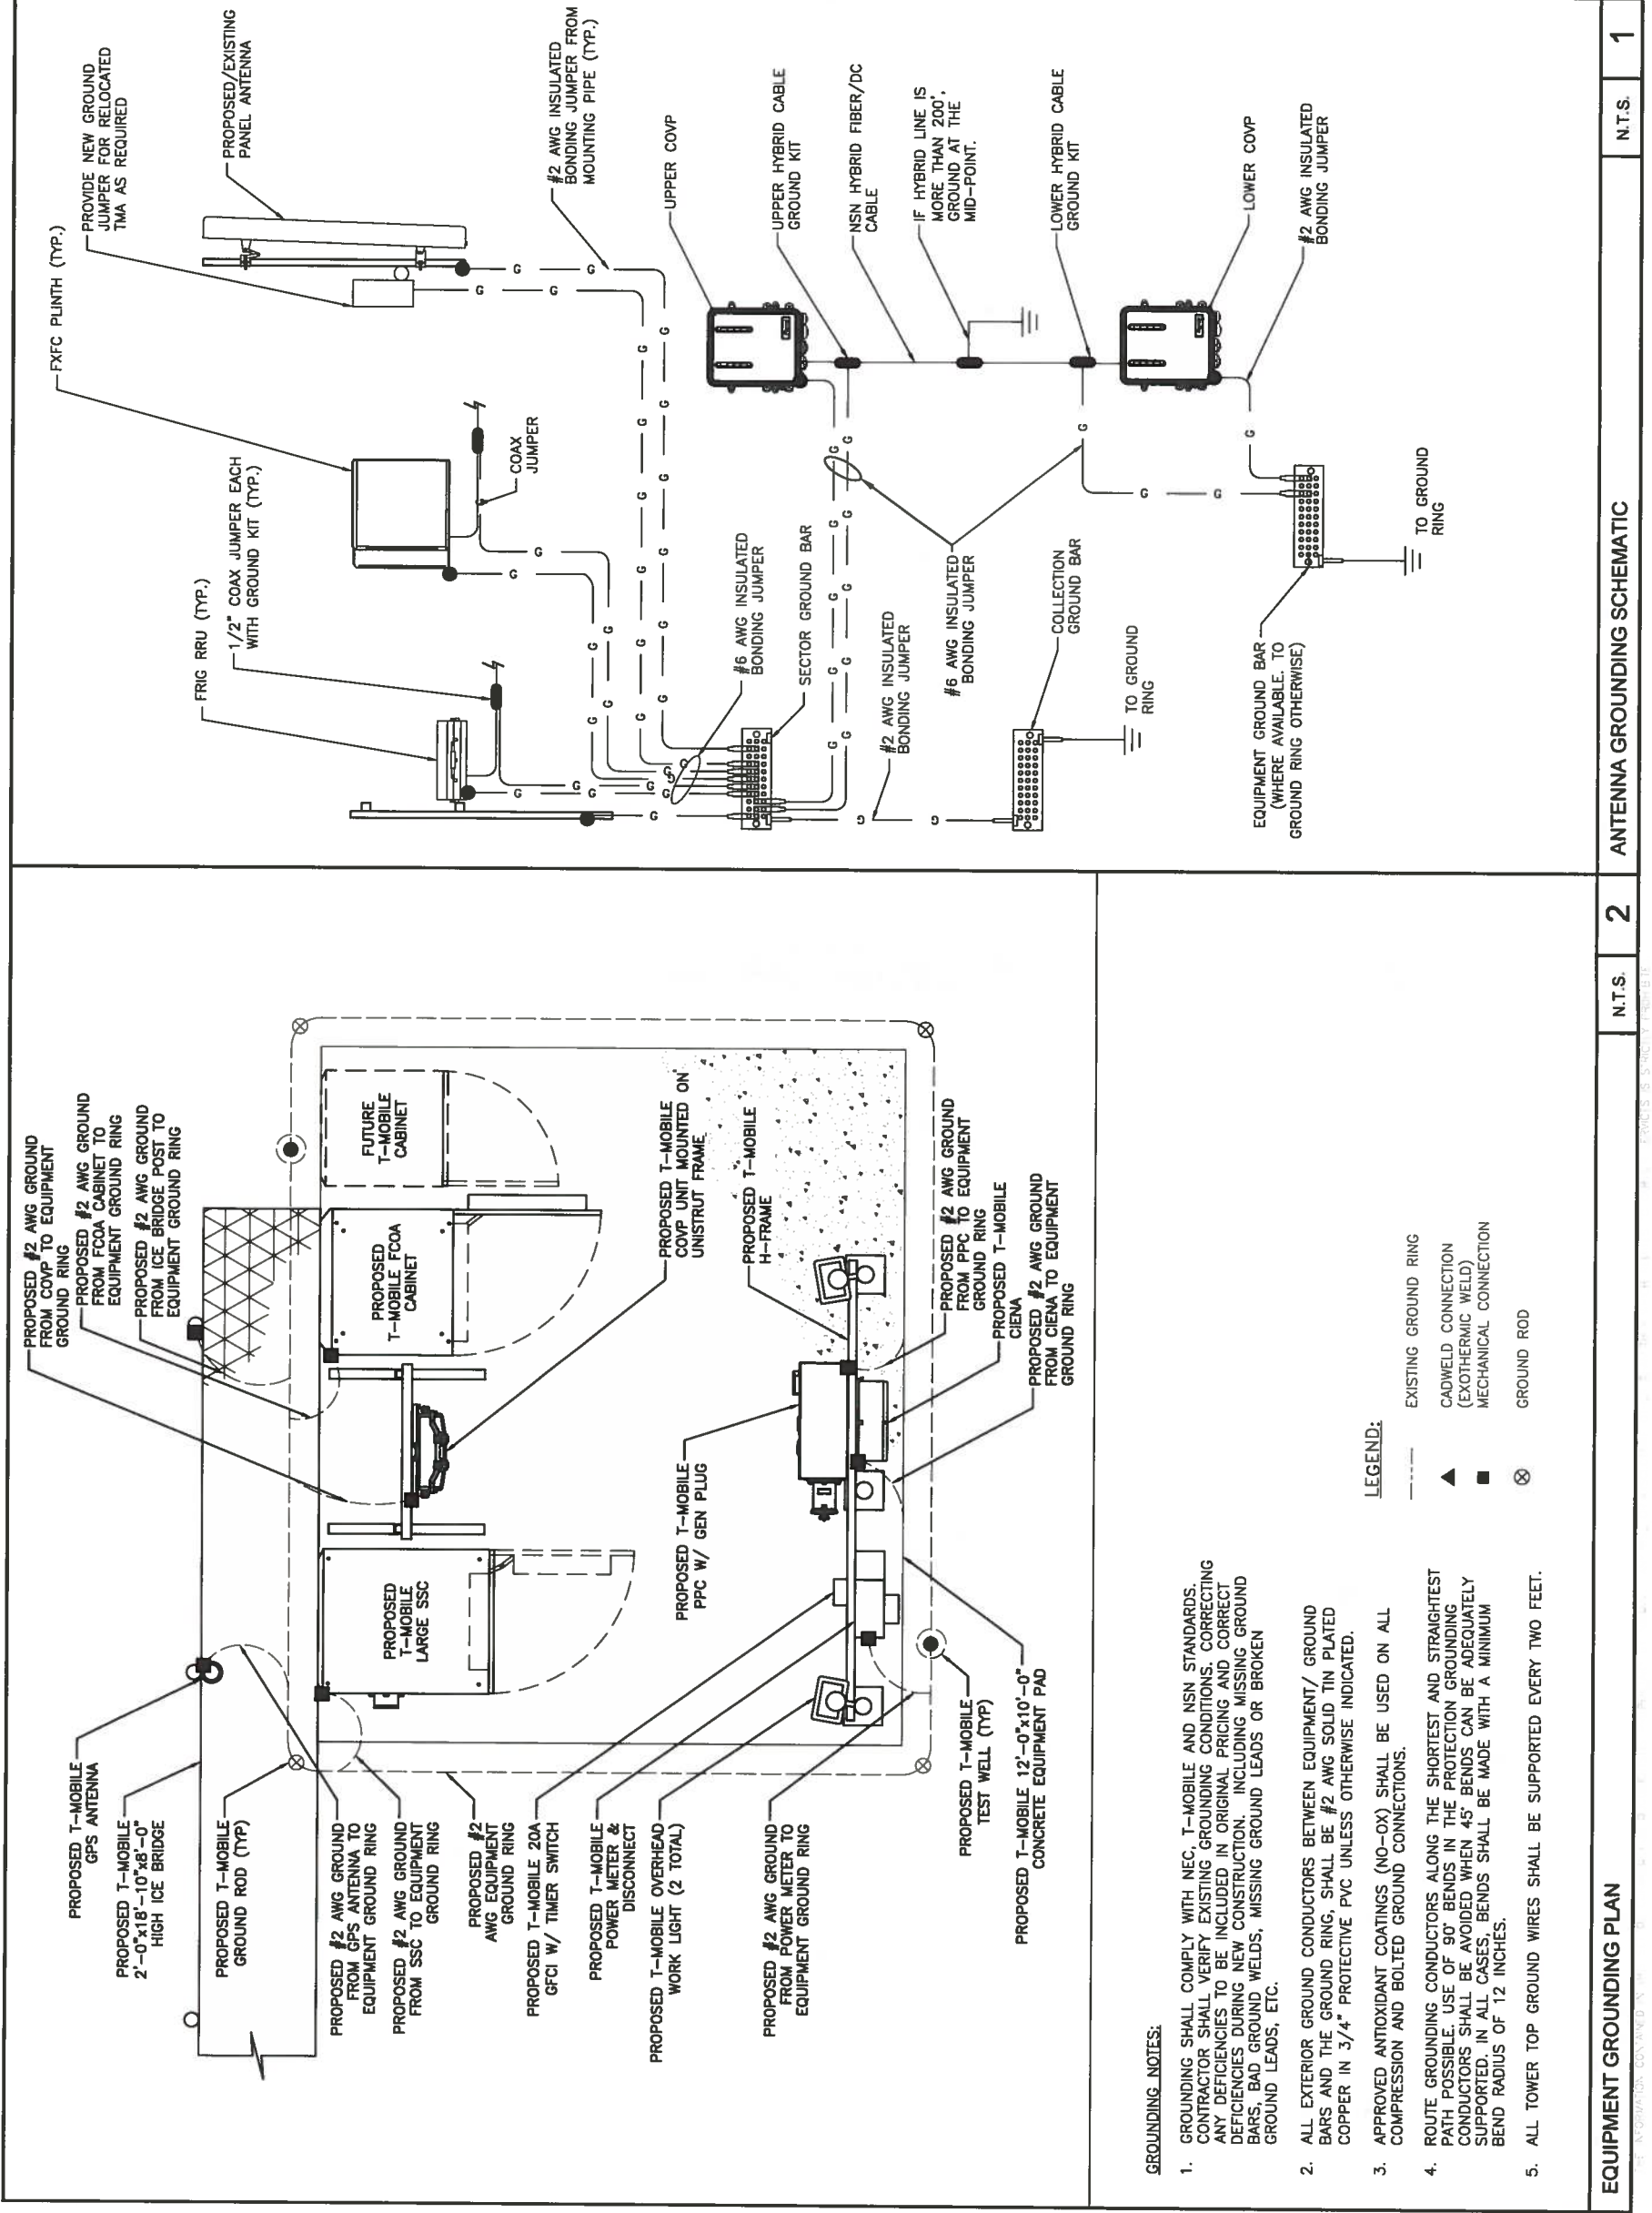 PROPOSED #2 AWG GROUND
FROM COVP TO EQUIPMENT
GROUND RING
PROPOSED #2 AWG GROUND
FROM FCOA CABINET TO
EQUIPMENT GROUND RING
PROPOSED #2 AWG GROUND
FROM ICE BRIDGE POST TO
EQUIPMENT GROUND RING
PROPOSED T-MOBILE
GPS ANTENNA
PROPOSED T-MOBILE
2'-0"x18'-10"x8'-0"
HIGH ICE BRIDGE
PROPOSED T-MOBILE
GROUND ROD (TYP)
PROPOSED #2 AWG GROUND
FROM GPS ANTENNA TO
EQUIPMENT GROUND RING
PROPOSED #2 AWG GROUND
FROM SSC TO EQUIPMENT
GROUND RING
PROPOSED #2
AWG EQUIPMENT
GROUND RING
PROPOSED T-MOBILE 20A
GFCI W/ TIMER SWITCH
PROPOSED T-MOBILE
POWER METER &
DISCONNECT
PROPOSED T-MOBILE OVERHEAD
WORK LIGHT (2 TOTAL)
PROPOSED #2 AWG GROUND
FROM POWER METER TO
EQUIPMENT GROUND RING
PROPOSED
T-MOBILE
LARGE SSC
PROPOSED
T-MOBILE FCOA
CABINET
FUTURE
T-MOBILE
CABINET
PROPOSED T-MOBILE
COVP UNIT MOUNTED ON
UNISTRUT FRAME
PROPOSED T-MOBILE
H-FRAME
PROPOSED T-MOBILE
PPC W/ GEN PLUG
PROPOSED #2 AWG GROUND
FROM PPC TO EQUIPMENT
GROUND RING
PROPOSED T-MOBILE
CIENA
PROPOSED #2 AWG GROUND
FROM CIENA TO EQUIPMENT
GROUND RING
PROPOSED T-MOBILE
TEST WELL (TYP)
PROPOSED T-MOBILE 12'-0"x10'-0"
CONCRETE EQUIPMENT PAD
GROUNDING NOTES:
1. GROUNDING SHALL COMPLY WITH NEC, T-MOBILE AND NSN STANDARDS.
CONTRACTOR SHALL VERIFY EXISTING GROUNDING CONDITIONS. CORRECTING
ANY DEFICIENCIES TO BE INCLUDED IN ORIGINAL PRICING AND CORRECT
DEFICIENCIES DURING NEW CONSTRUCTION. INCLUDING MISSING GROUND
BARS, BAD GROUND WELDS, MISSING GROUND LEADS OR BROKEN
GROUND LEADS, ETC.
2. ALL EXTERIOR GROUND CONDUCTORS BETWEEN EQUIPMENT/ GROUND
BARS AND THE GROUND RING, SHALL BE #2 AWG SOLID TIN PLATED
COPPER IN 3/4" PROTECTIVE PVC UNLESS OTHERWISE INDICATED.
3. APPROVED ANTIOXIDANT COATINGS (NO-OX) SHALL BE USED ON ALL
COMPRESSION AND BOLTED GROUND CONNECTIONS.
4. ROUTE GROUNDING CONDUCTORS ALONG THE SHORTEST AND STRAIGHTEST
PATH POSSIBLE. USE OF 90° BENDS IN THE PROTECTION GROUNDING
CONDUCTORS SHALL BE AVOIDED WHEN 45° BENDS CAN BE ADEQUATELY
SUPPORTED. IN ALL CASES, BENDS SHALL BE MADE WITH A MINIMUM
BEND RADIUS OF 12 INCHES.
5. ALL TOWER TOP GROUND WIRES SHALL BE SUPPORTED EVERY TWO FEET.
LEGEND:
EXISTING GROUND RING
CADWELD CONNECTION
(EXOTHERMIC WELD)
MECHANICAL CONNECTION
GROUND ROD
EQUIPMENT GROUNDING PLAN
N.T.S.
2
FXFC PLINTH (TYP.)
PROVIDE NEW GROUND
JUMPER FOR RELOCATED
TMA AS REQUIRED
PROPOSED/EXISTING
PANEL ANTENNA
FRIG RRU (TYP.)
1/2" COAX JUMPER EACH
WITH GROUND KIT (TYP.)
COAX
JUMPER
#2 AWG INSULATED
BONDING JUMPER FROM
MOUNTING PIPE (TYP.)
UPPER COVP
UPPER HYBRID CABLE
GROUND KIT
NSN HYBRID FIBER/DC
CABLE
IF HYBRID LINE IS
MORE THAN 200',
GROUND AT THE
MID-POINT.
LOWER HYBRID CABLE
GROUND KIT
LOWER COVP
#2 AWG INSULATED
BONDING JUMPER
#6 AWG INSULATED
BONDING JUMPER
SECTOR GROUND BAR
#2 AWG INSULATED
BONDING JUMPER
#6 AWG INSULATED
BONDING JUMPER
COLLECTION
GROUND BAR
TO GROUND
RING
EQUIPMENT GROUND BAR
(WHERE AVAILABLE. TO
GROUND RING OTHERWISE)
TO GROUND
RING
ANTENNA GROUNDING SCHEMATIC
N.T.S.
1